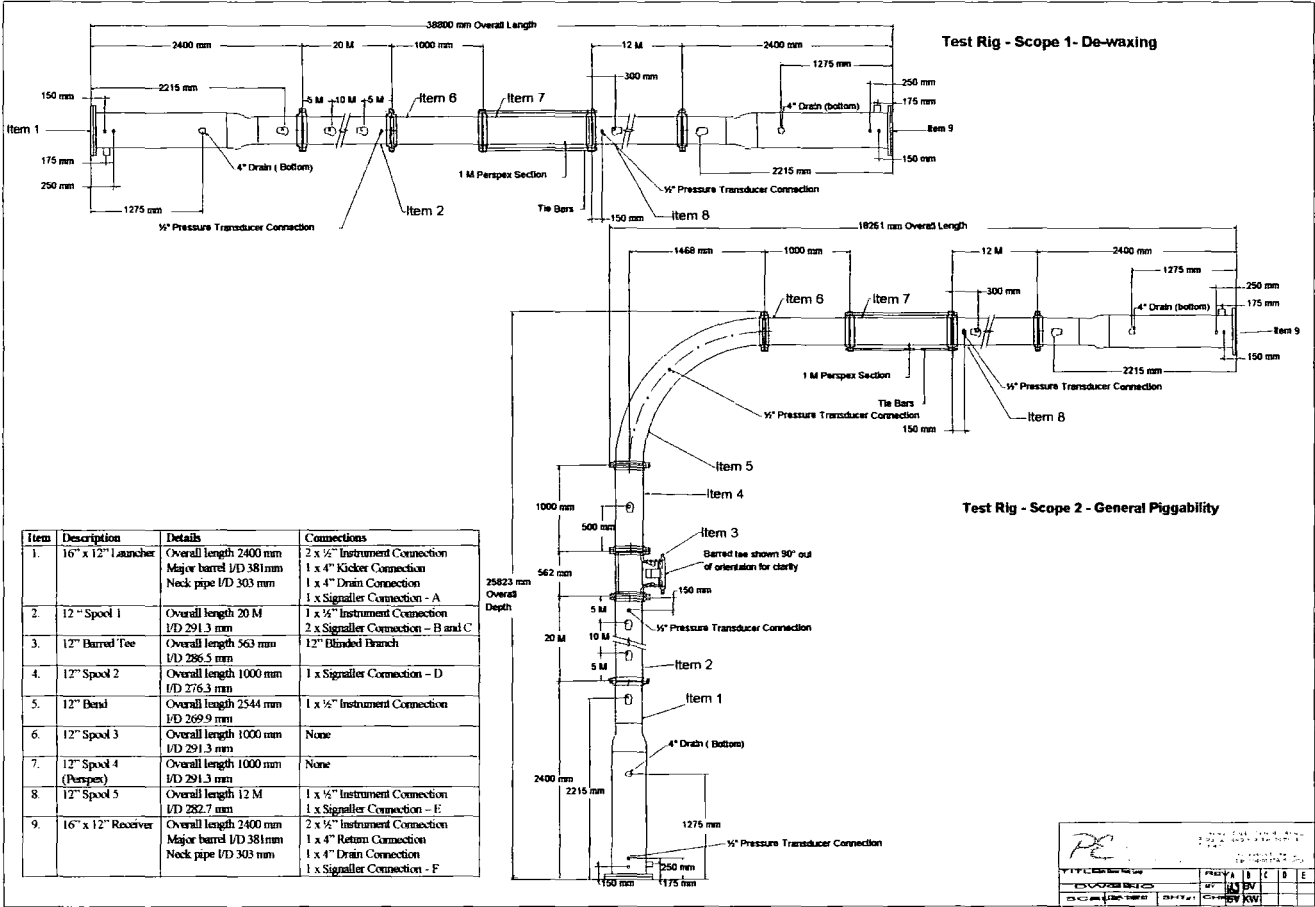 38800 mm Overall Length
2400 mm
20 M
1000 mm
12 M
2400 mm
Test Rig - Scope 1- De-waxing
1275 mm
300 mm
250 mm
2215 mm
150 mm
5 M
10 M
5 M
Item 6
Item 7
4" Drain (bottom)
175 mm
Item 1
Item 9
175 mm
4" Drain ( Bottom)
1 M Perspex Section
2215 mm
150 mm
250 mm
½" Pressure Transducer Connection
1275 mm
Item 2
Tie Bars
150 mm
Item 8
½" Pressure Transducer Connection
18261 mm Overall Length
1468 mm
1000 mm
12 M
2400 mm
1275 mm
300 mm
250 mm
Item 6
Item 7
4" Drain (bottom)
175 mm
Item 9
150 mm
1 M Perspex Section
2215 mm
½" Pressure Transducer Connection
Tie Bars
½" Pressure Transducer Connection
150 mm
Item 8
Item 5
Item 4
1000 mm
500 mm
Test Rig - Scope 2 - General Piggability
Item 3
Barred tee shown 90° out
of orientation for clarity
562 mm
25823 mm
Overall
Depth
150 mm
5 M
½" Pressure Transducer Connection
20 M
10 M
5 M
Item 2
Item 1
4" Drain ( Bottom)
2400 mm
2215 mm
1275 mm
½" Pressure Transducer Connection
250 mm
150 mm
175 mm
Item Description Details Connections
1. 16" x 12" Launcher Overall length 2400 mm 2 x ½" Instrument Connection
Major barrel I/D 381mm 1 x 4" Kicker Connection
Neck pipe I/D 303 mm 1 x 4" Drain Connection
1 x Signaller Connection - A
2. 12 " Spool 1 Overall length 20 M 1 x ½" Instrument Connection
I/D 291.3 mm 2 x Signaller Connection – B and C
3. 12" Barred Tee Overall length 563 mm 12" Blinded Branch
I/D 286.5 mm
4. 12" Spool 2 Overall length 1000 mm 1 x Signaller Connection – D
I/D 276.3 mm
5. 12" Bend Overall length 2544 mm 1 x ½" Instrument Connection
I/D 269.9 mm
6. 12" Spool 3 Overall length 1000 mm None
I/D 291.3 mm
7. 12" Spool 4 Overall length 1000 mm None
(Perspex) I/D 291.3 mm
8. 12" Spool 5 Overall length 12 M 1 x ½" Instrument Connection
I/D 282.7 mm 1 x Signaller Connection – E
9. 16" x 12" Receiver Overall length 2400 mm 2 x ½" Instrument Connection
Major barrel I/D 381mm 1 x 4" Return Connection
Neck pipe I/D 303 mm 1 x 4" Drain Connection
1 x Signaller Connection - F
REV A B C D E
BY BV
KW